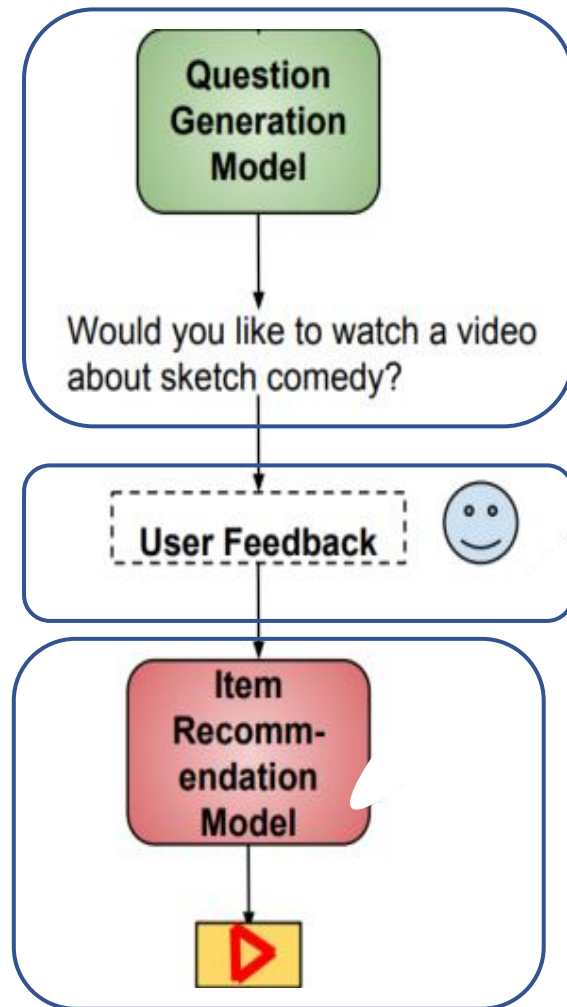 Question
Generation
Model
Would you like to watch a video
about sketch comedy?
User Feedback
Item
Recomm-
endation
Model